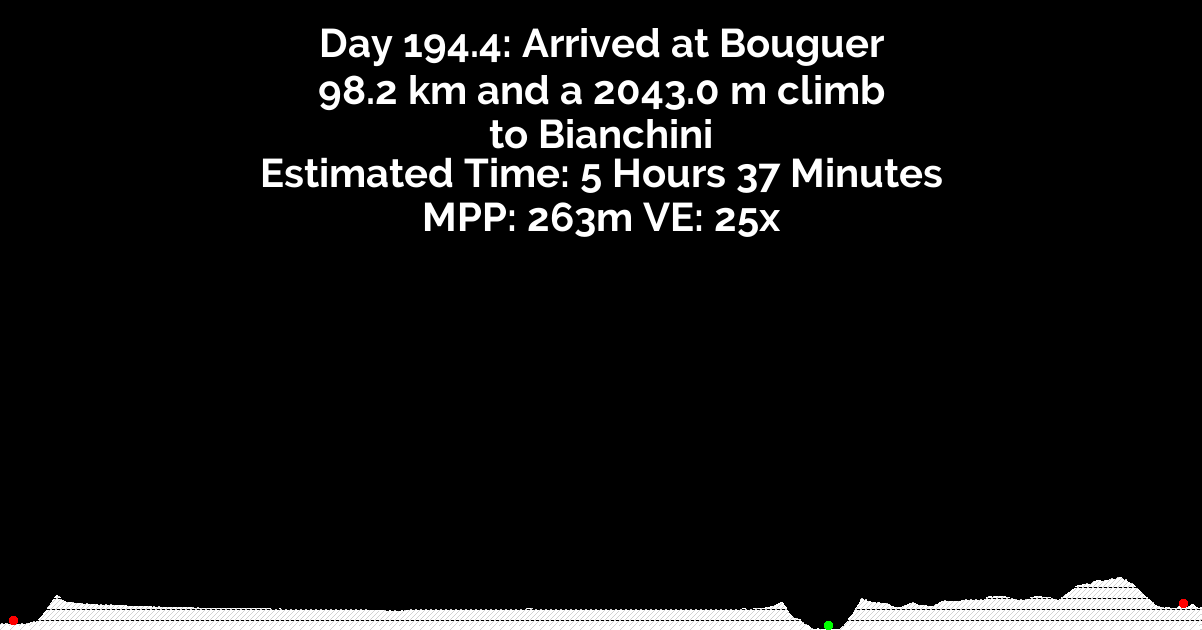 Day 194.4: Arrived at Bouguer
98.2 km and a 2043.0 m climb
to Bianchini
Estimated Time: 5 Hours 37 Minutes
MPP: 263m VE: 25x